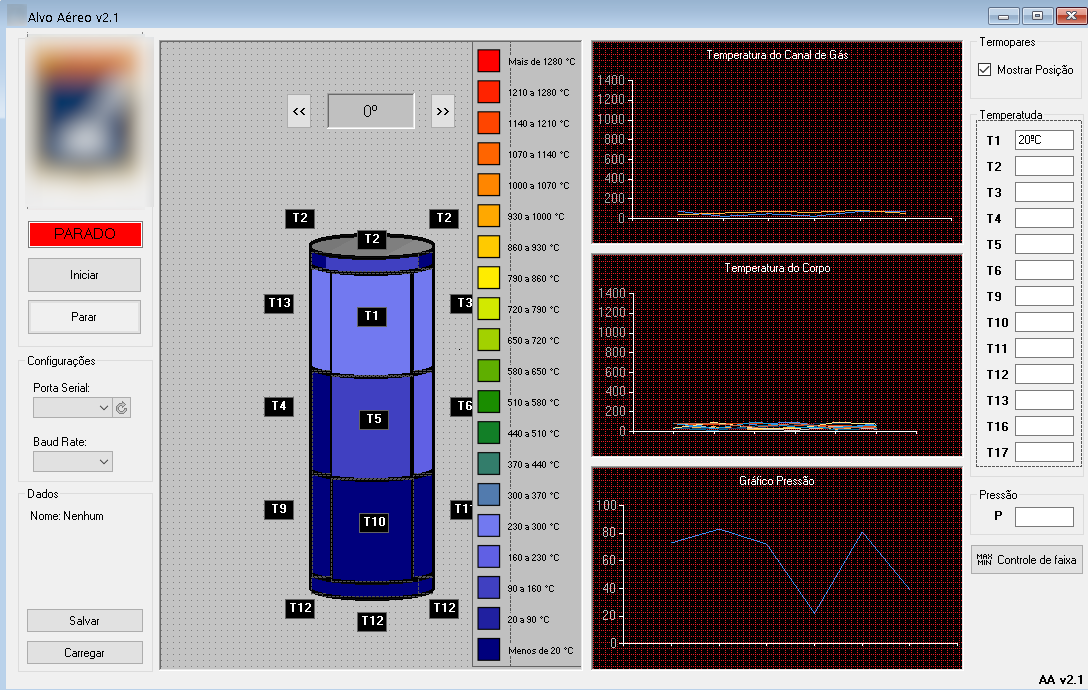 Alvo Aéreo v2.1
PARADO
Iniciar
Parar
Configurações
Porta Serial:
Baud Rate:
Dados
Nome: Nenhum
Salvar
Carregar
<< 0º >>
T2 T2
T2
T13 T1 T3
T4 T5 T6
T9 T10 T11
T12 T12 T12
Mais de 1280 °C
1210 a 1280 °C
1140 a 1210 °C
1070 a 1140 °C
1000 a 1070 °C
930 a 1000 °C
860 a 930 °C
790 a 860 °C
720 a 790 °C
650 a 720 °C
580 a 650 °C
510 a 580 °C
440 a 510 °C
370 a 440 °C
300 a 370 °C
230 a 300 °C
160 a 230 °C
90 a 160 °C
20 a 90 °C
Menos de 20 °C
Temperatura do Canal de Gás
1400
1200
1000
800
600
400
200
0
Temperatura do Corpo
1400
1200
1000
800
600
400
200
0
Gráfico Pressão
100
80
60
40
20
0
Termopares
Mostrar Posição
Temperatuda
T1 20ºC
T2
T3
T4
T5
T6
T9
T10
T11
T12
T13
T16
T17
Pressão
P
MAX MIN Controle de faixa
AA v2.1